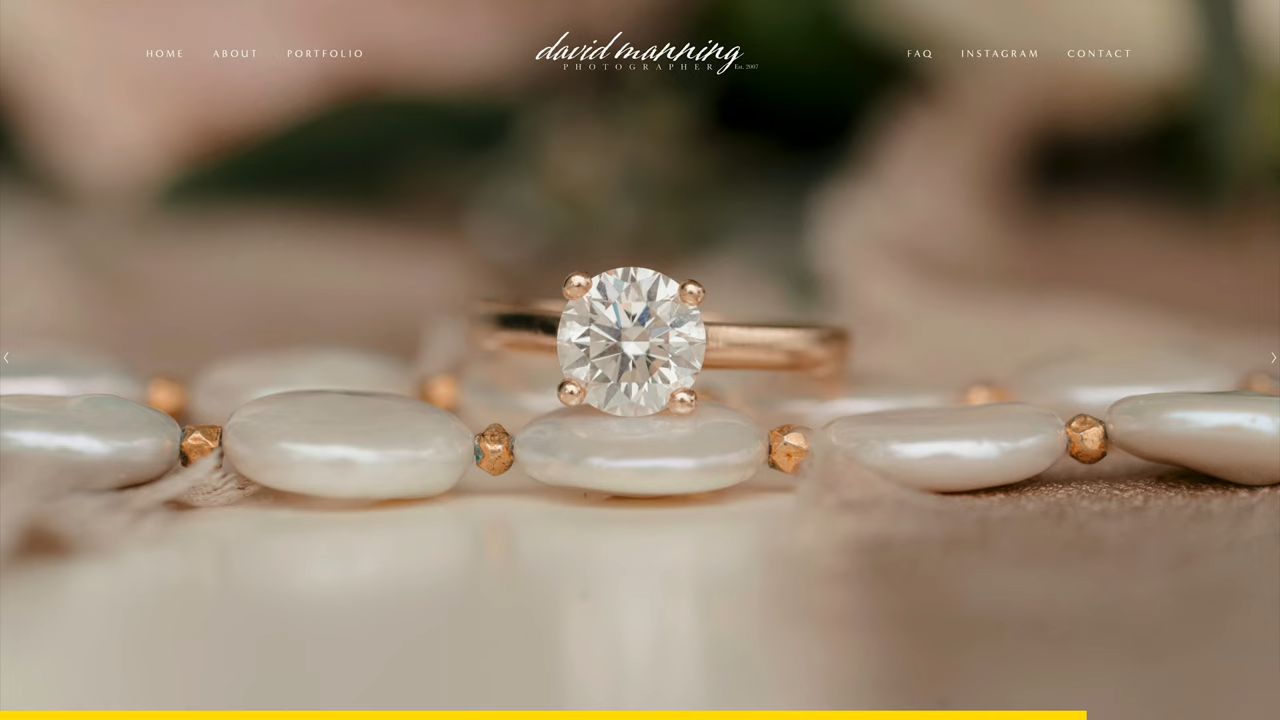 HOME ABOUT PORTFOLIO
david manning
PHOTOGRAPHER Est. 2007
FAQ INSTAGRAM CONTACT